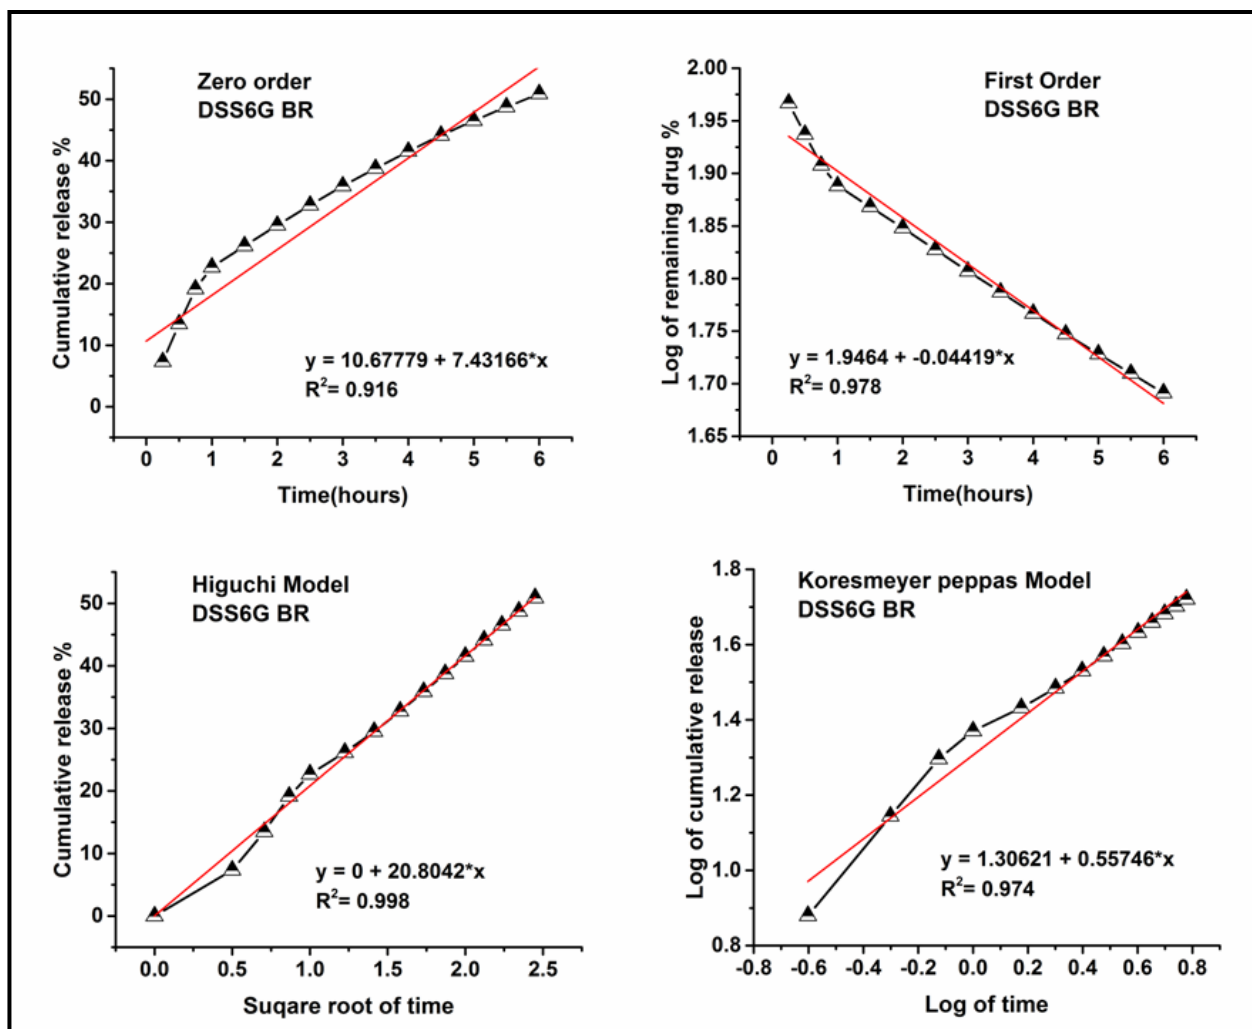 Zero order
DSS6G BR
50
40
30
20
10
0
Cumulative release %
y = 10.67779 + 7.43166*x
R²= 0.916
0 1 2 3 4 5 6
Time(hours)
First Order
DSS6G BR
2.00
1.95
1.90
1.85
1.80
1.75
1.70
1.65
Log of remaining drug %
y = 1.9464 + -0.04419*x
R²= 0.978
0 1 2 3 4 5 6
Time(hours)
Higuchi Model
DSS6G BR
50
40
30
20
10
0
Cumulative release %
y = 0 + 20.8042*x
R²= 0.998
0.0 0.5 1.0 1.5 2.0 2.5
Suqare root of time
Koresmeyer peppas Model
DSS6G BR
1.8
1.6
1.4
1.2
1.0
0.8
Log of cumulative release
y = 1.30621 + 0.55746*x
R²= 0.974
-0.8 -0.6 -0.4 -0.2 0.0 0.2 0.4 0.6 0.8
Log of time